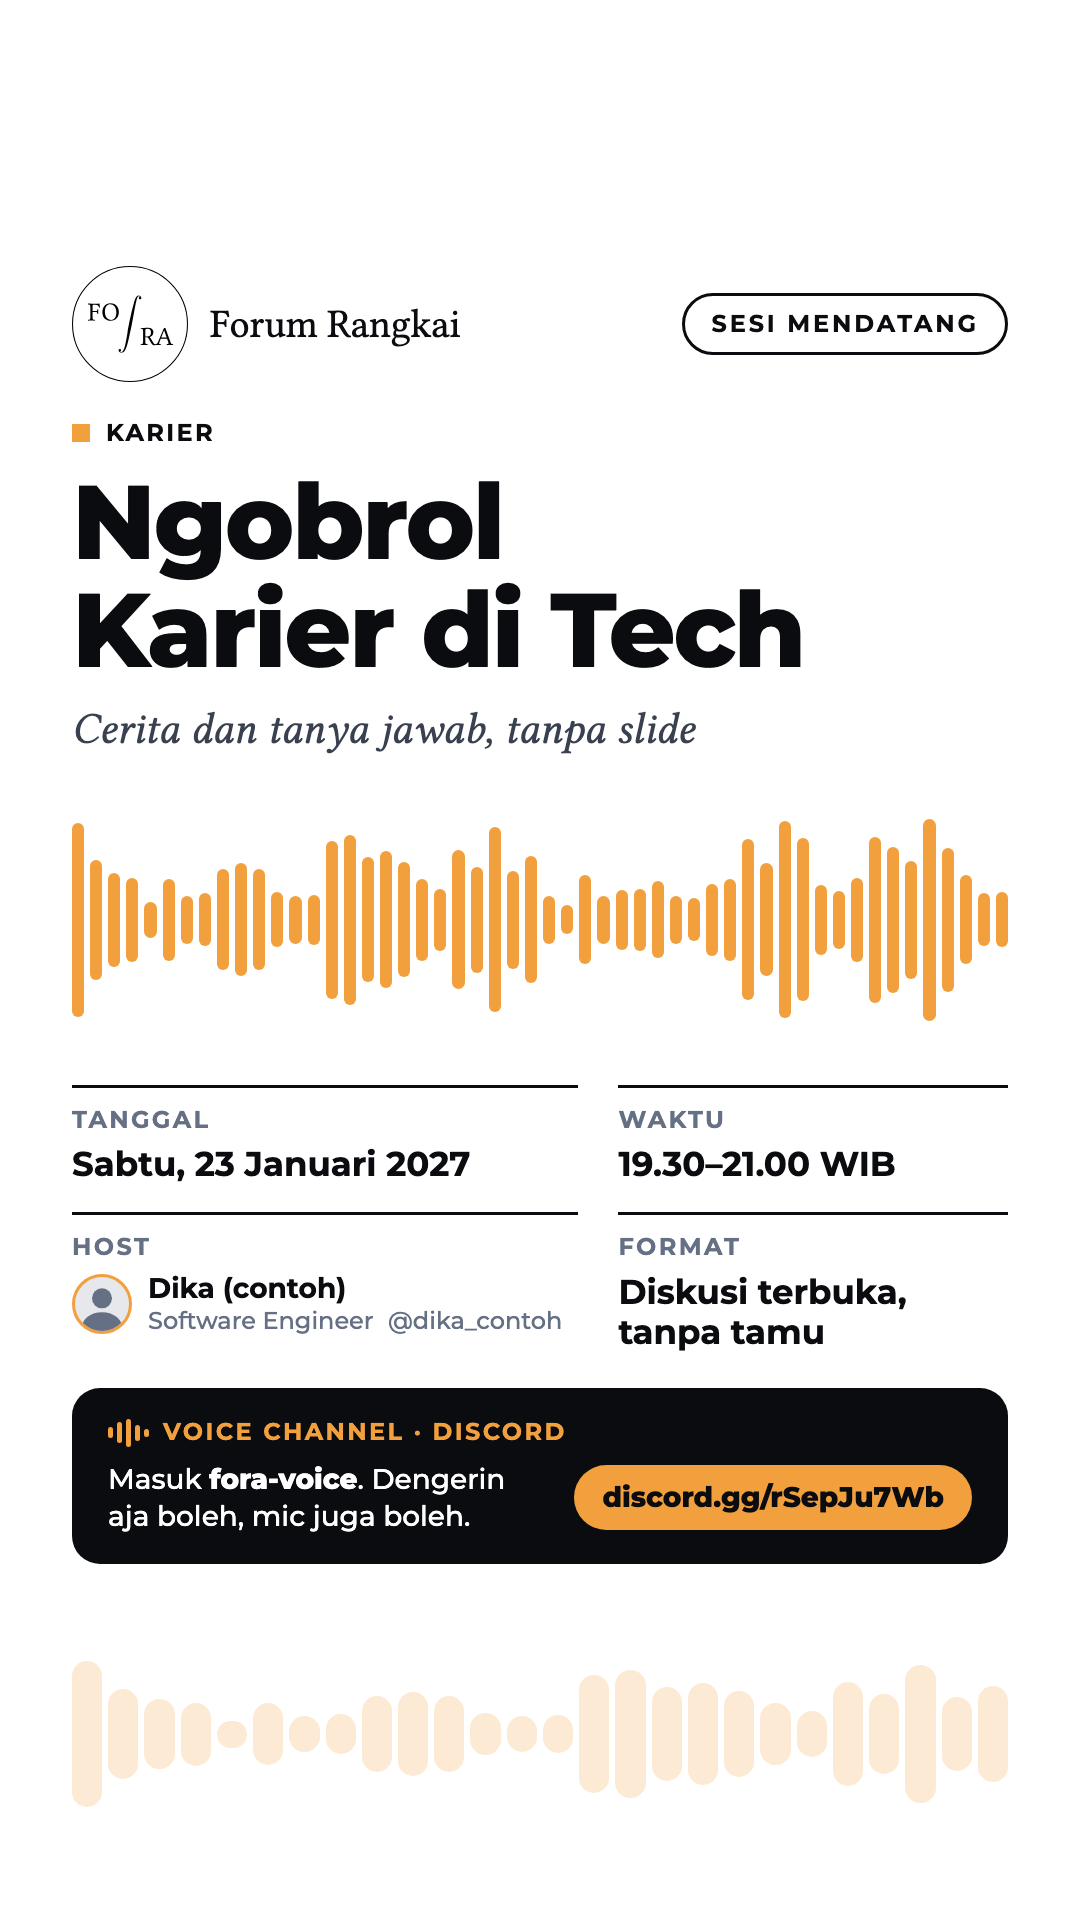 FO
RA
Forum Rangkai
SESI MENDATANG
KARIER
Ngobrol
Karier di Tech
Cerita dan tanya jawab, tanpa slide
TANGGAL
Sabtu, 23 Januari 2027
WAKTU
19.30–21.00 WIB
HOST
Dika (contoh)
Software Engineer @dika_contoh
FORMAT
Diskusi terbuka,
tanpa tamu
VOICE CHANNEL · DISCORD
Masuk fora-voice. Dengerin
aja boleh, mic juga boleh.
discord.gg/rSepJu7Wb